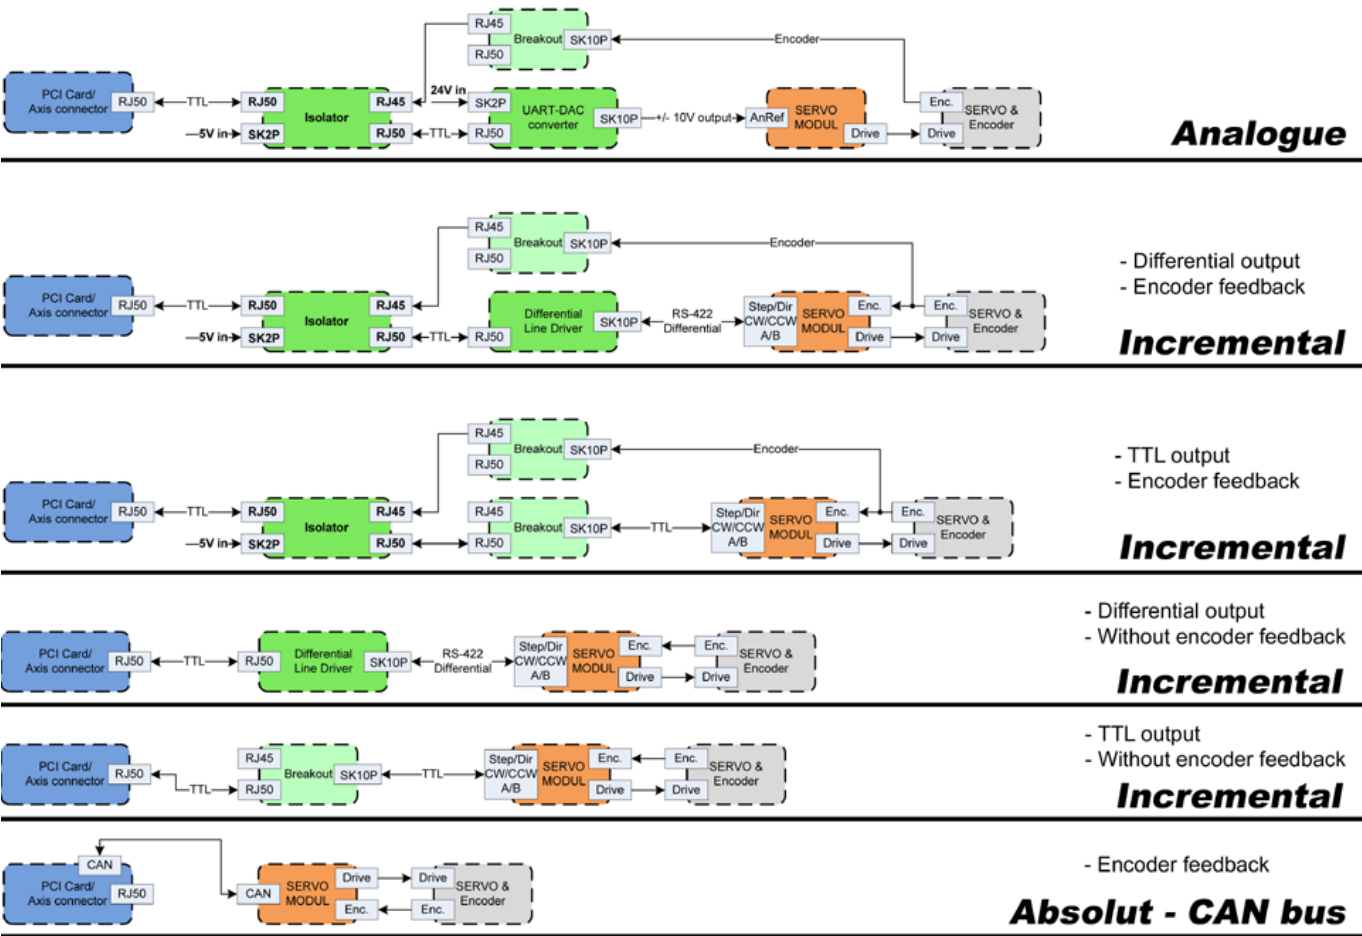 RJ45
Breakout
SK10P
Encoder
RJ50
PCI Card/
Axis connector
RJ50
TTL
RJ50
Isolator
RJ45
24V in
SK2P
UART-DAC
converter
SK10P
+/- 10V output
AnRef
SERVO
MODUL
Drive
Enc.
SERVO &
Encoder
Drive
5V in
SK2P
RJ50
TTL
RJ50
Analogue
RJ45
Breakout
SK10P
Encoder
RJ50
PCI Card/
Axis connector
RJ50
TTL
RJ50
Isolator
RJ45
5V in
SK2P
RJ50
TTL
RJ50
Differential
Line Driver
SK10P
RS-422
Differential
Step/Dir
CW/CCW
A/B
SERVO
MODUL
Enc.
Drive
Enc.
Drive
SERVO &
Encoder
- Differential output
- Encoder feedback
Incremental
RJ45
Breakout
SK10P
Encoder
RJ50
PCI Card/
Axis connector
RJ50
TTL
RJ50
Isolator
RJ45
5V in
SK2P
RJ50
RJ45
RJ50
Breakout
SK10P
TTL
Step/Dir
CW/CCW
A/B
SERVO
MODUL
Enc.
Drive
Enc.
Drive
SERVO &
Encoder
- TTL output
- Encoder feedback
Incremental
PCI Card/
Axis connector
RJ50
TTL
RJ50
Differential
Line Driver
SK10P
RS-422
Differential
Step/Dir
CW/CCW
A/B
SERVO
MODUL
Enc.
Drive
Enc.
Drive
SERVO &
Encoder
- Differential output
- Without encoder feedback
Incremental
PCI Card/
Axis connector
RJ50
TTL
RJ45
RJ50
Breakout
SK10P
TTL
Step/Dir
CW/CCW
A/B
SERVO
MODUL
Enc.
Drive
Enc.
Drive
SERVO &
Encoder
- TTL output
- Without encoder feedback
Incremental
CAN
PCI Card/
Axis connector
RJ50
CAN
SERVO
MODUL
Drive
Enc.
Drive
Enc.
SERVO &
Encoder
- Encoder feedback
Absolut - CAN bus